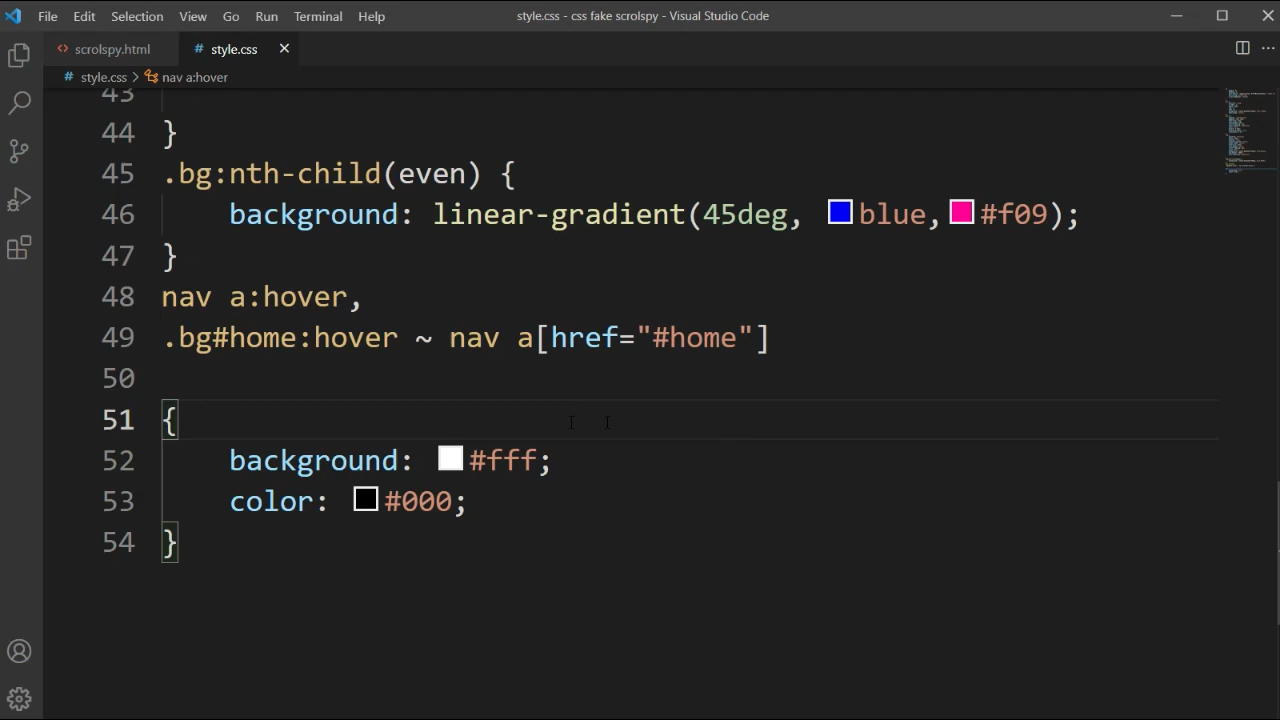 File Edit Selection View Go Run Terminal Help style.css - css fake scrolspy - Visual Studio Code
scrolspy.html style.css
style.css > nav a:hover
43
44 }
45 .bg:nth-child(even) {
46 background: linear-gradient(45deg, blue,#f09);
47 }
48 nav a:hover,
49 .bg#home:hover ~ nav a[href="#home"]
50
51 {
52 background: #fff;
53 color: #000;
54 }